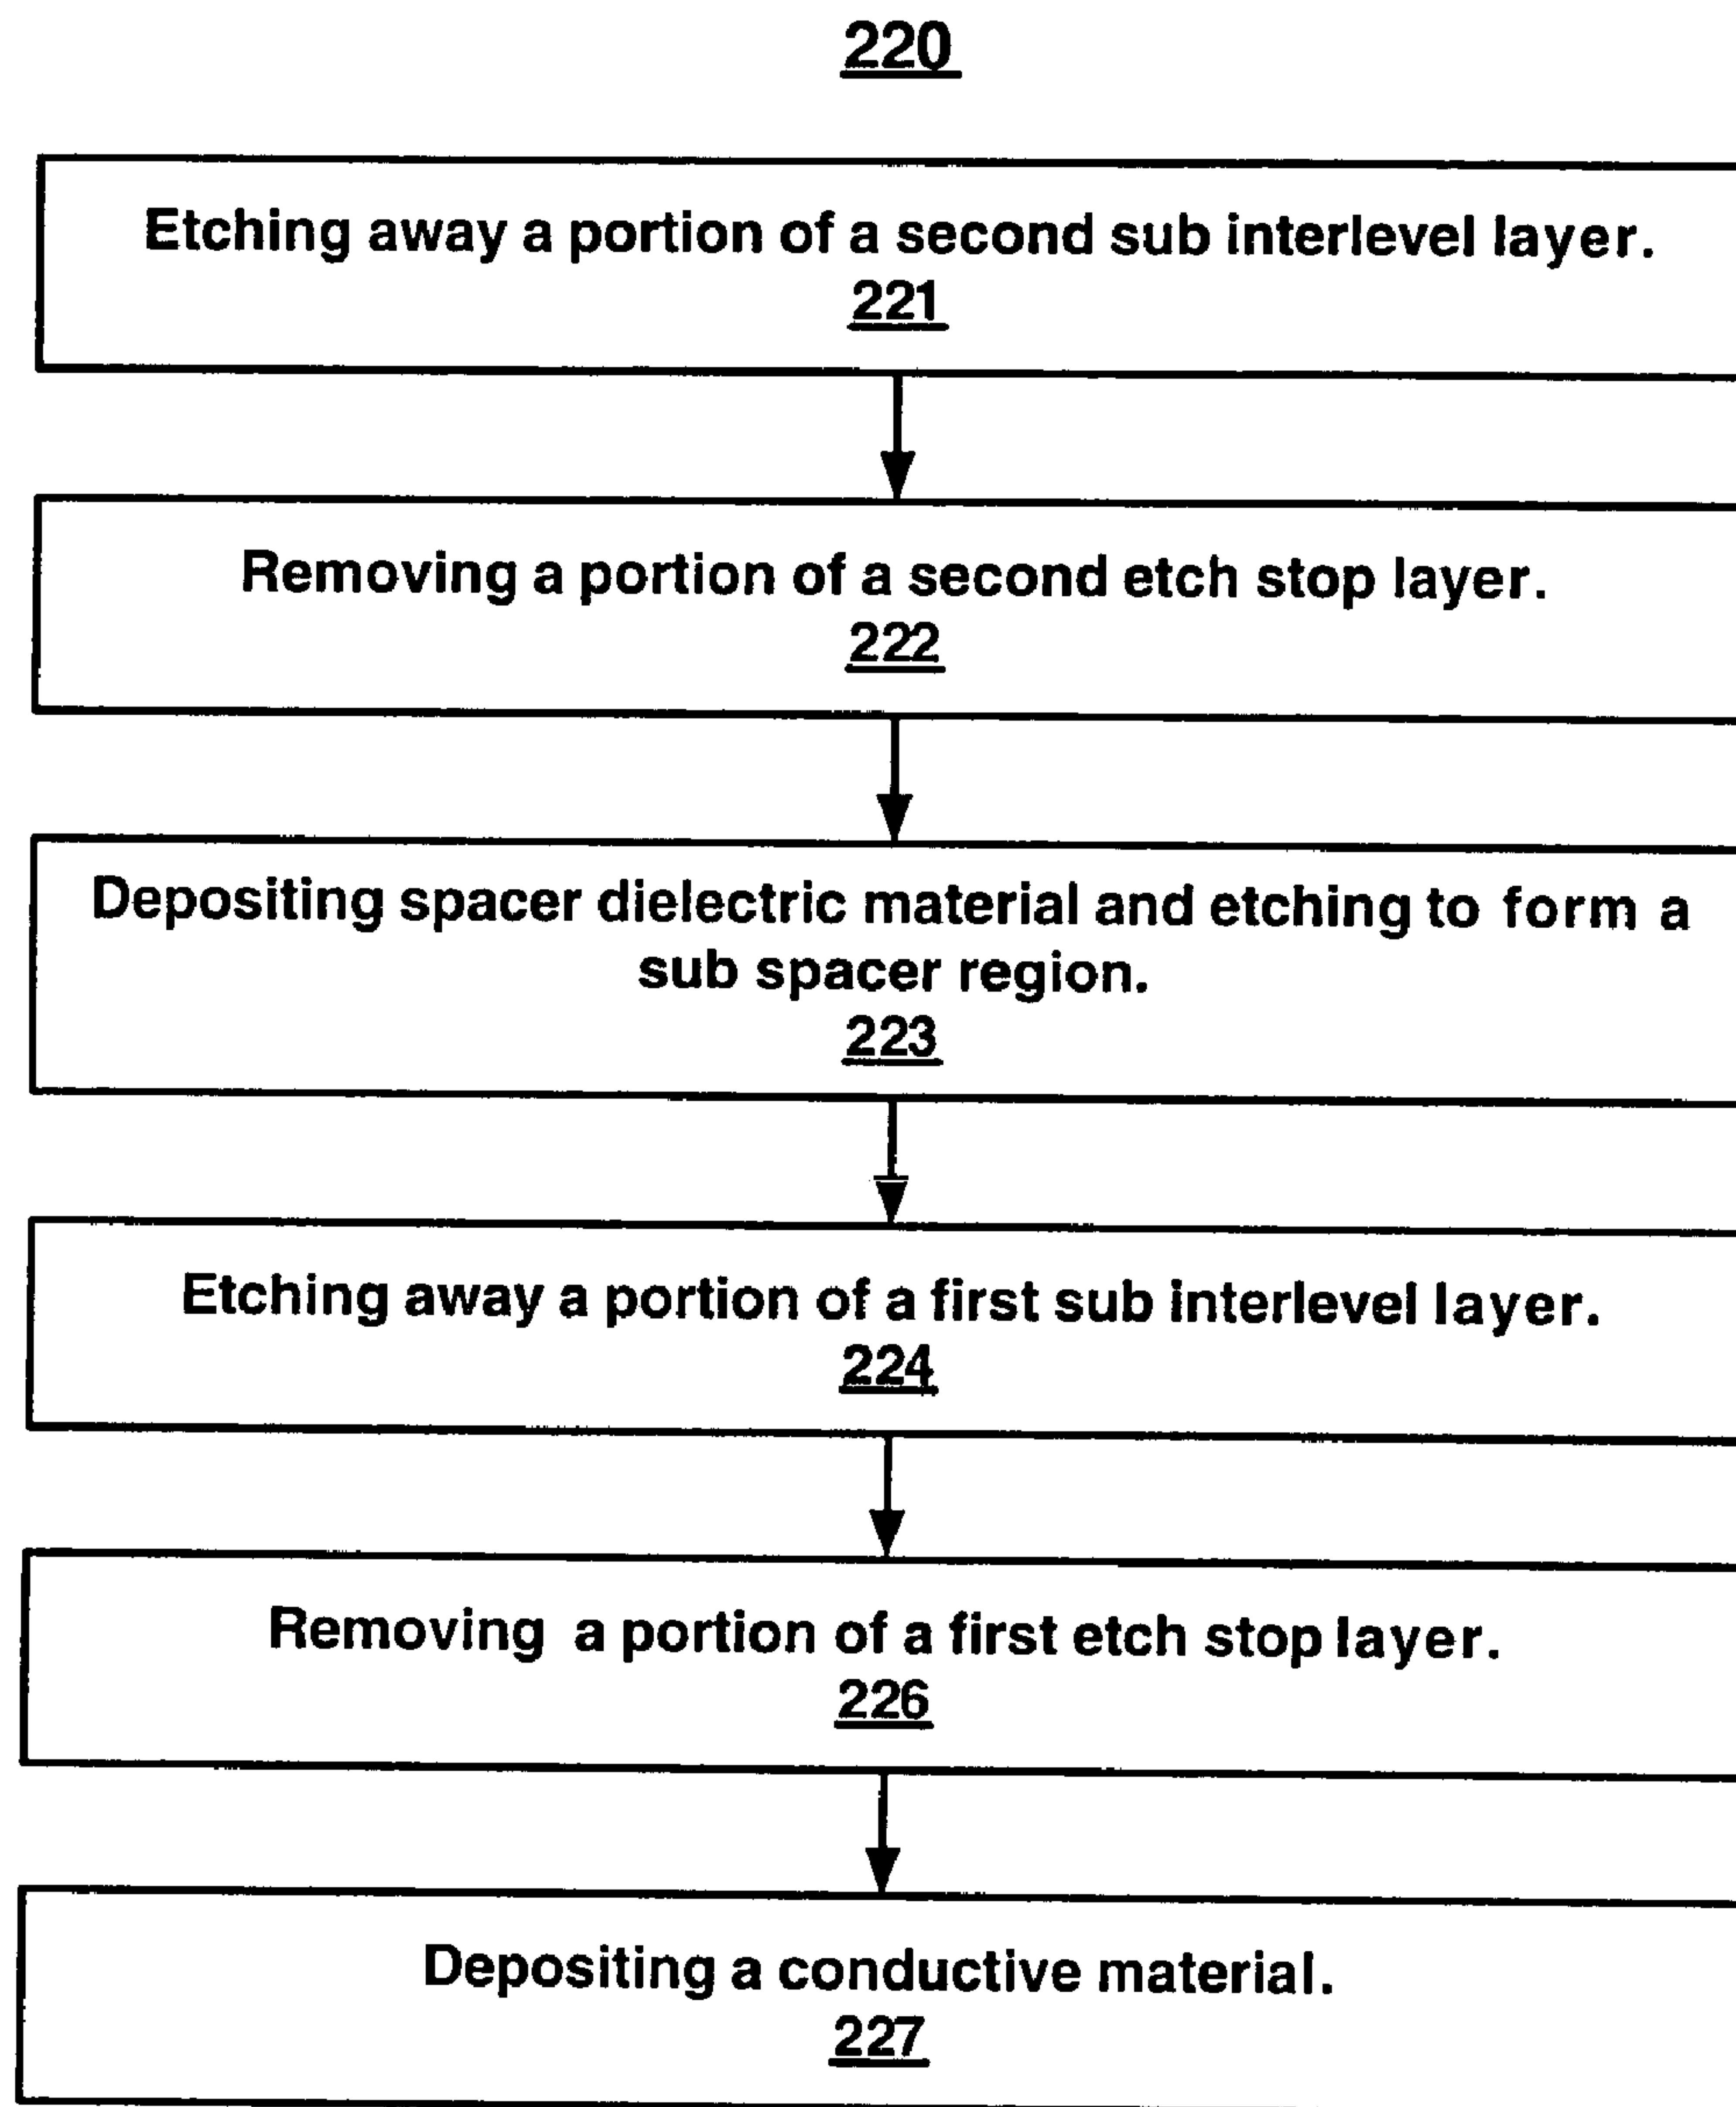 220
Etching away a portion of a second sub interlevel layer.
221
Removing a portion of a second etch stop layer.
222
Depositing spacer dielectric material and etching to form a
sub spacer region.
223
Etching away a portion of a first sub interlevel layer.
224
Removing a portion of a first etch stop layer.
226
Depositing a conductive material.
227